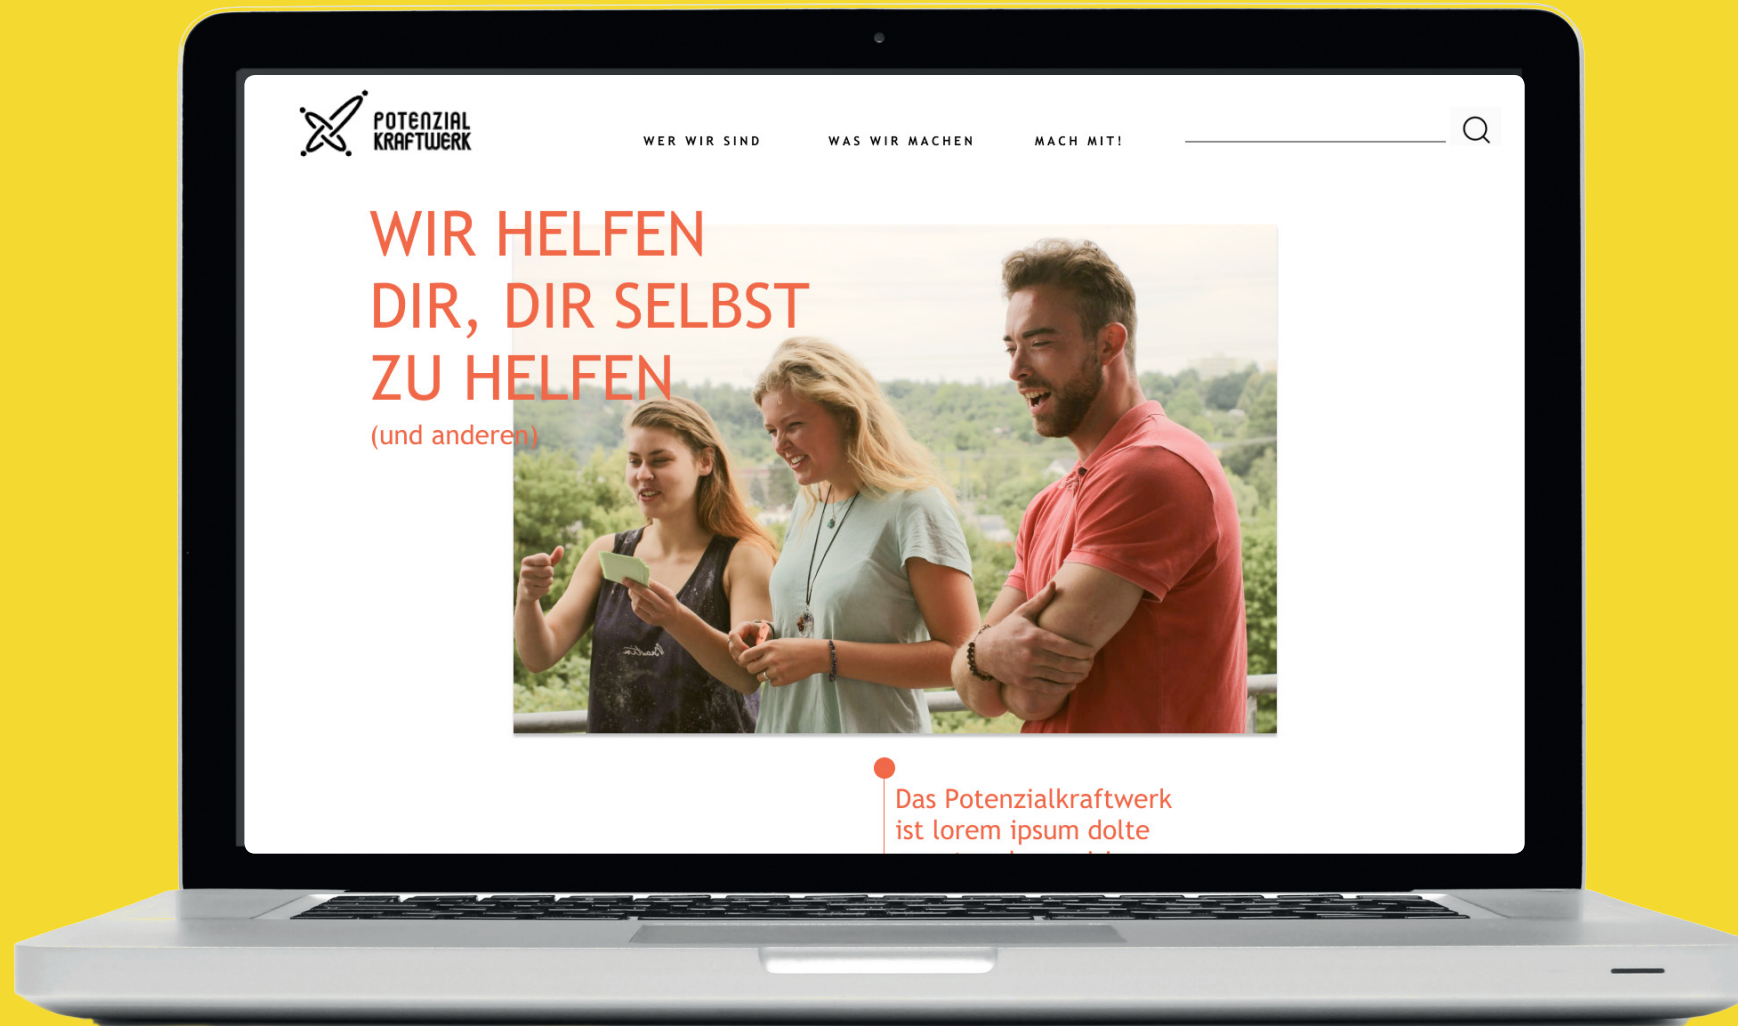 POTENZIAL
KRAFTWERK
WER WIR SIND
WAS WIR MACHEN
MACH MIT!
WIR HELFEN
DIR, DIR SELBST
ZU HELFEN
(und anderen)
Das Potenzialkraftwerk
ist lorem ipsum dolte